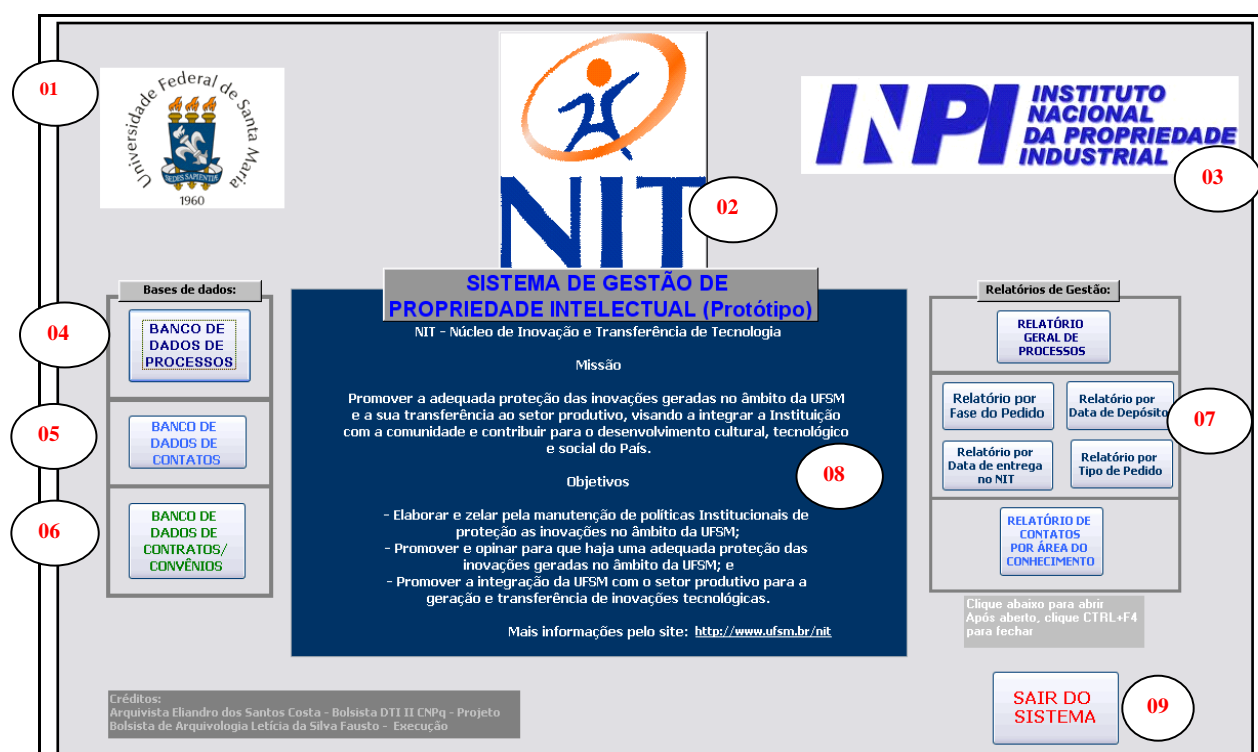 01
Universidade Federal de Santa Maria
SEDES SAPIENTIÆ
1960
NIT
02
INPI
INSTITUTO
NACIONAL
DA PROPRIEDADE
INDUSTRIAL
03
Bases de dados:
04
BANCO DE
DADOS DE
PROCESSOS
05
BANCO DE
DADOS DE
CONTATOS
06
BANCO DE
DADOS DE
CONTRATOS/
CONVÊNIOS
SISTEMA DE GESTÃO DE
PROPRIEDADE INTELECTUAL (Protótipo)
NIT - Núcleo de Inovação e Transferência de Tecnologia
Missão
Promover a adequada proteção das inovações geradas no âmbito da UFSM
e a sua transferência ao setor produtivo, visando a integrar a Instituição
com a comunidade e contribuir para o desenvolvimento cultural, tecnológico
e social do País.
08
Objetivos
- Elaborar e zelar pela manutenção de políticas Institucionais de
proteção as inovações no âmbito da UFSM;
- Promover e opinar para que haja uma adequada proteção das
inovações geradas no âmbito da UFSM; e
- Promover a integração da UFSM com o setor produtivo para a
geração e transferência de inovações tecnológicas.
Mais informações pelo site: http://www.ufsm.br/nit
Relatórios de Gestão:
RELATÓRIO
GERAL DE
PROCESSOS
Relatório por
Fase do Pedido
Relatório por
Data de Depósito
07
Relatório por
Data de entrega
no NIT
Relatório por
Tipo de Pedido
RELATÓRIO DE
CONTATOS
POR ÁREA DO
CONHECIMENTO
Clique abaixo para abrir
Após aberto, clique CTRL+F4
para fechar
SAIR DO
SISTEMA
09
Créditos:
Arquivista Eliandro dos Santos Costa - Bolsista DTI II CNPq - Projeto
Bolsista de Arquivologia Letícia da Silva Fausto - Execução